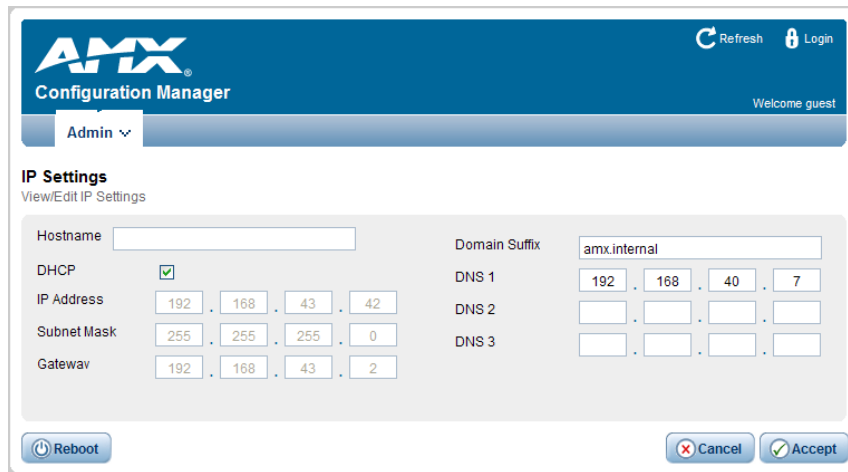 AMX®
Refresh Login
Configuration Manager
Welcome guest
Admin
IP Settings
View/Edit IP Settings
Hostname
DHCP
IP Address 192 . 168 . 43 . 42
Subnet Mask 255 . 255 . 255 . 0
Gateway 192 . 168 . 43 . 2
Domain Suffix amx.internal
DNS 1 192 . 168 . 40 . 7
DNS 2 . . .
DNS 3 . . .
Reboot
Cancel
Accept